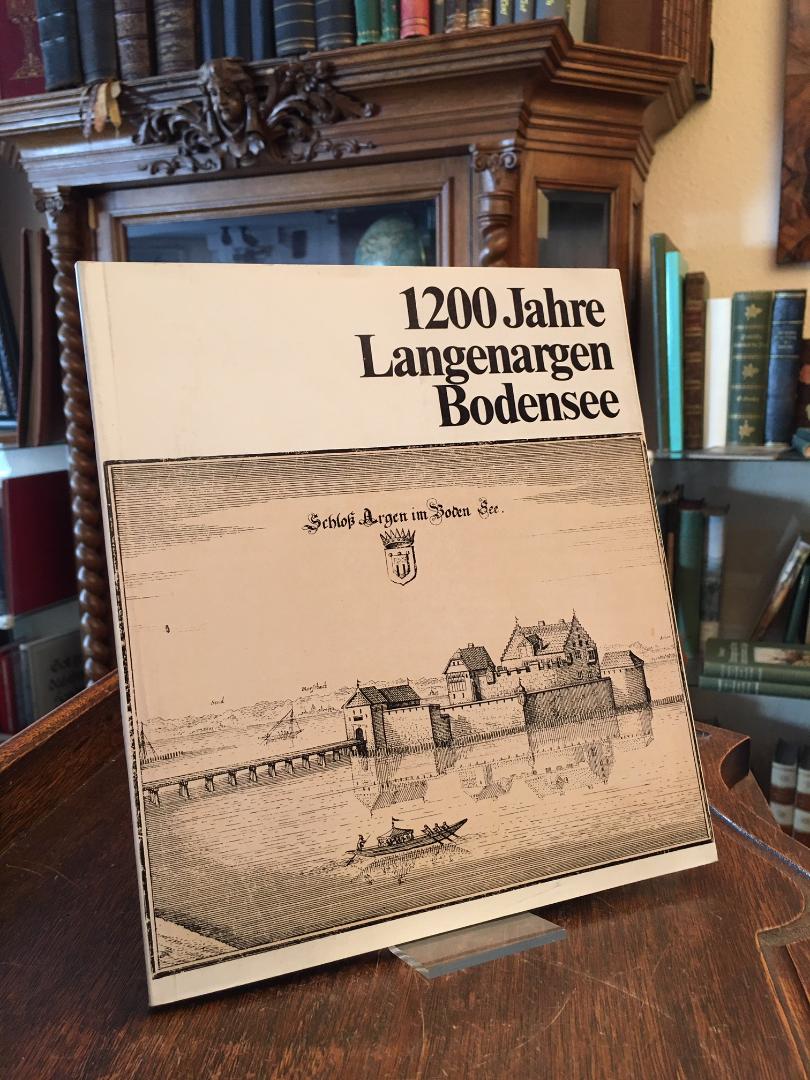 1200 Jahre
Langenargen
Bodensee
Schloß Argen im Boden See.